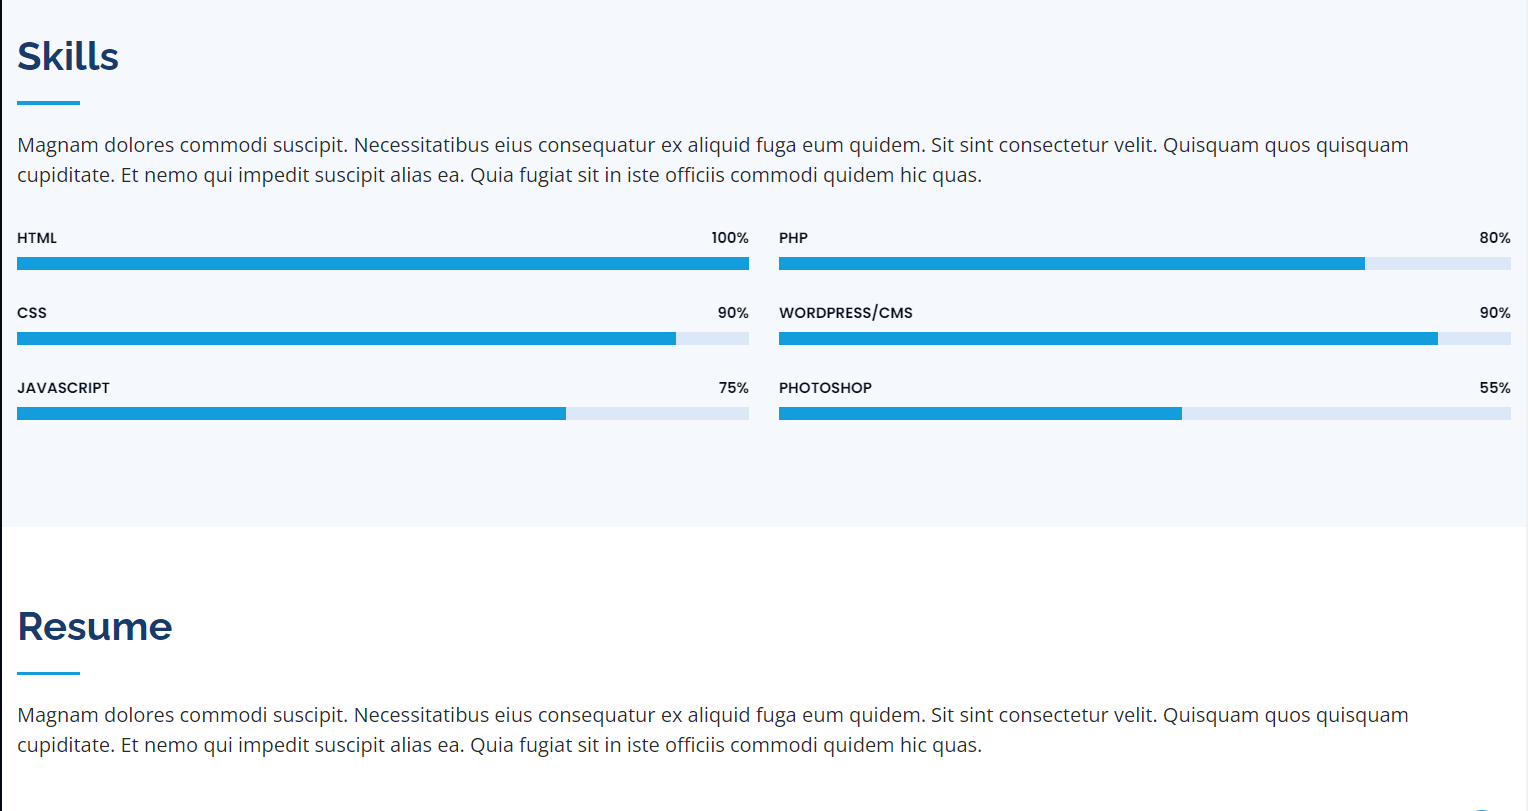 Skills
Magnam dolores commodi suscipit. Necessitatibus eius consequatur ex aliquid fuga eum quidem. Sit sint consectetur velit. Quisquam quos quisquam
cupiditate. Et nemo qui impedit suscipit alias ea. Quia fugiat sit in iste officiis commodi quidem hic quas.
HTML 100% PHP 80%
CSS 90% WORDPRESS/CMS 90%
JAVASCRIPT 75% PHOTOSHOP 55%
Resume
Magnam dolores commodi suscipit. Necessitatibus eius consequatur ex aliquid fuga eum quidem. Sit sint consectetur velit. Quisquam quos quisquam
cupiditate. Et nemo qui impedit suscipit alias ea. Quia fugiat sit in iste officiis commodi quidem hic quas.